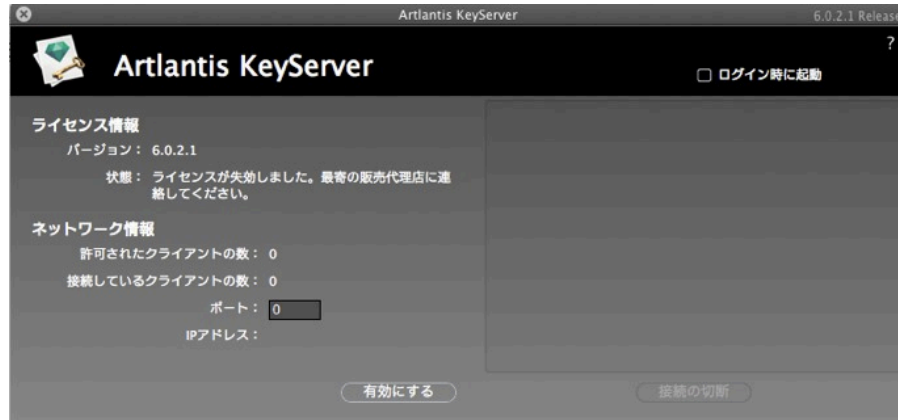 Artlantis KeyServer
6.0.2.1 Release
?
Artlantis KeyServer
ログイン時に起動
ライセンス情報
バージョン： 6.0.2.1
状態： ライセンスが失効しました。最寄の販売代理店に連
絡してください。
ネットワーク情報
許可されたクライアントの数： 0
接続しているクライアントの数： 0
ポート： 0
IPアドレス：
有効にする
接続の切断